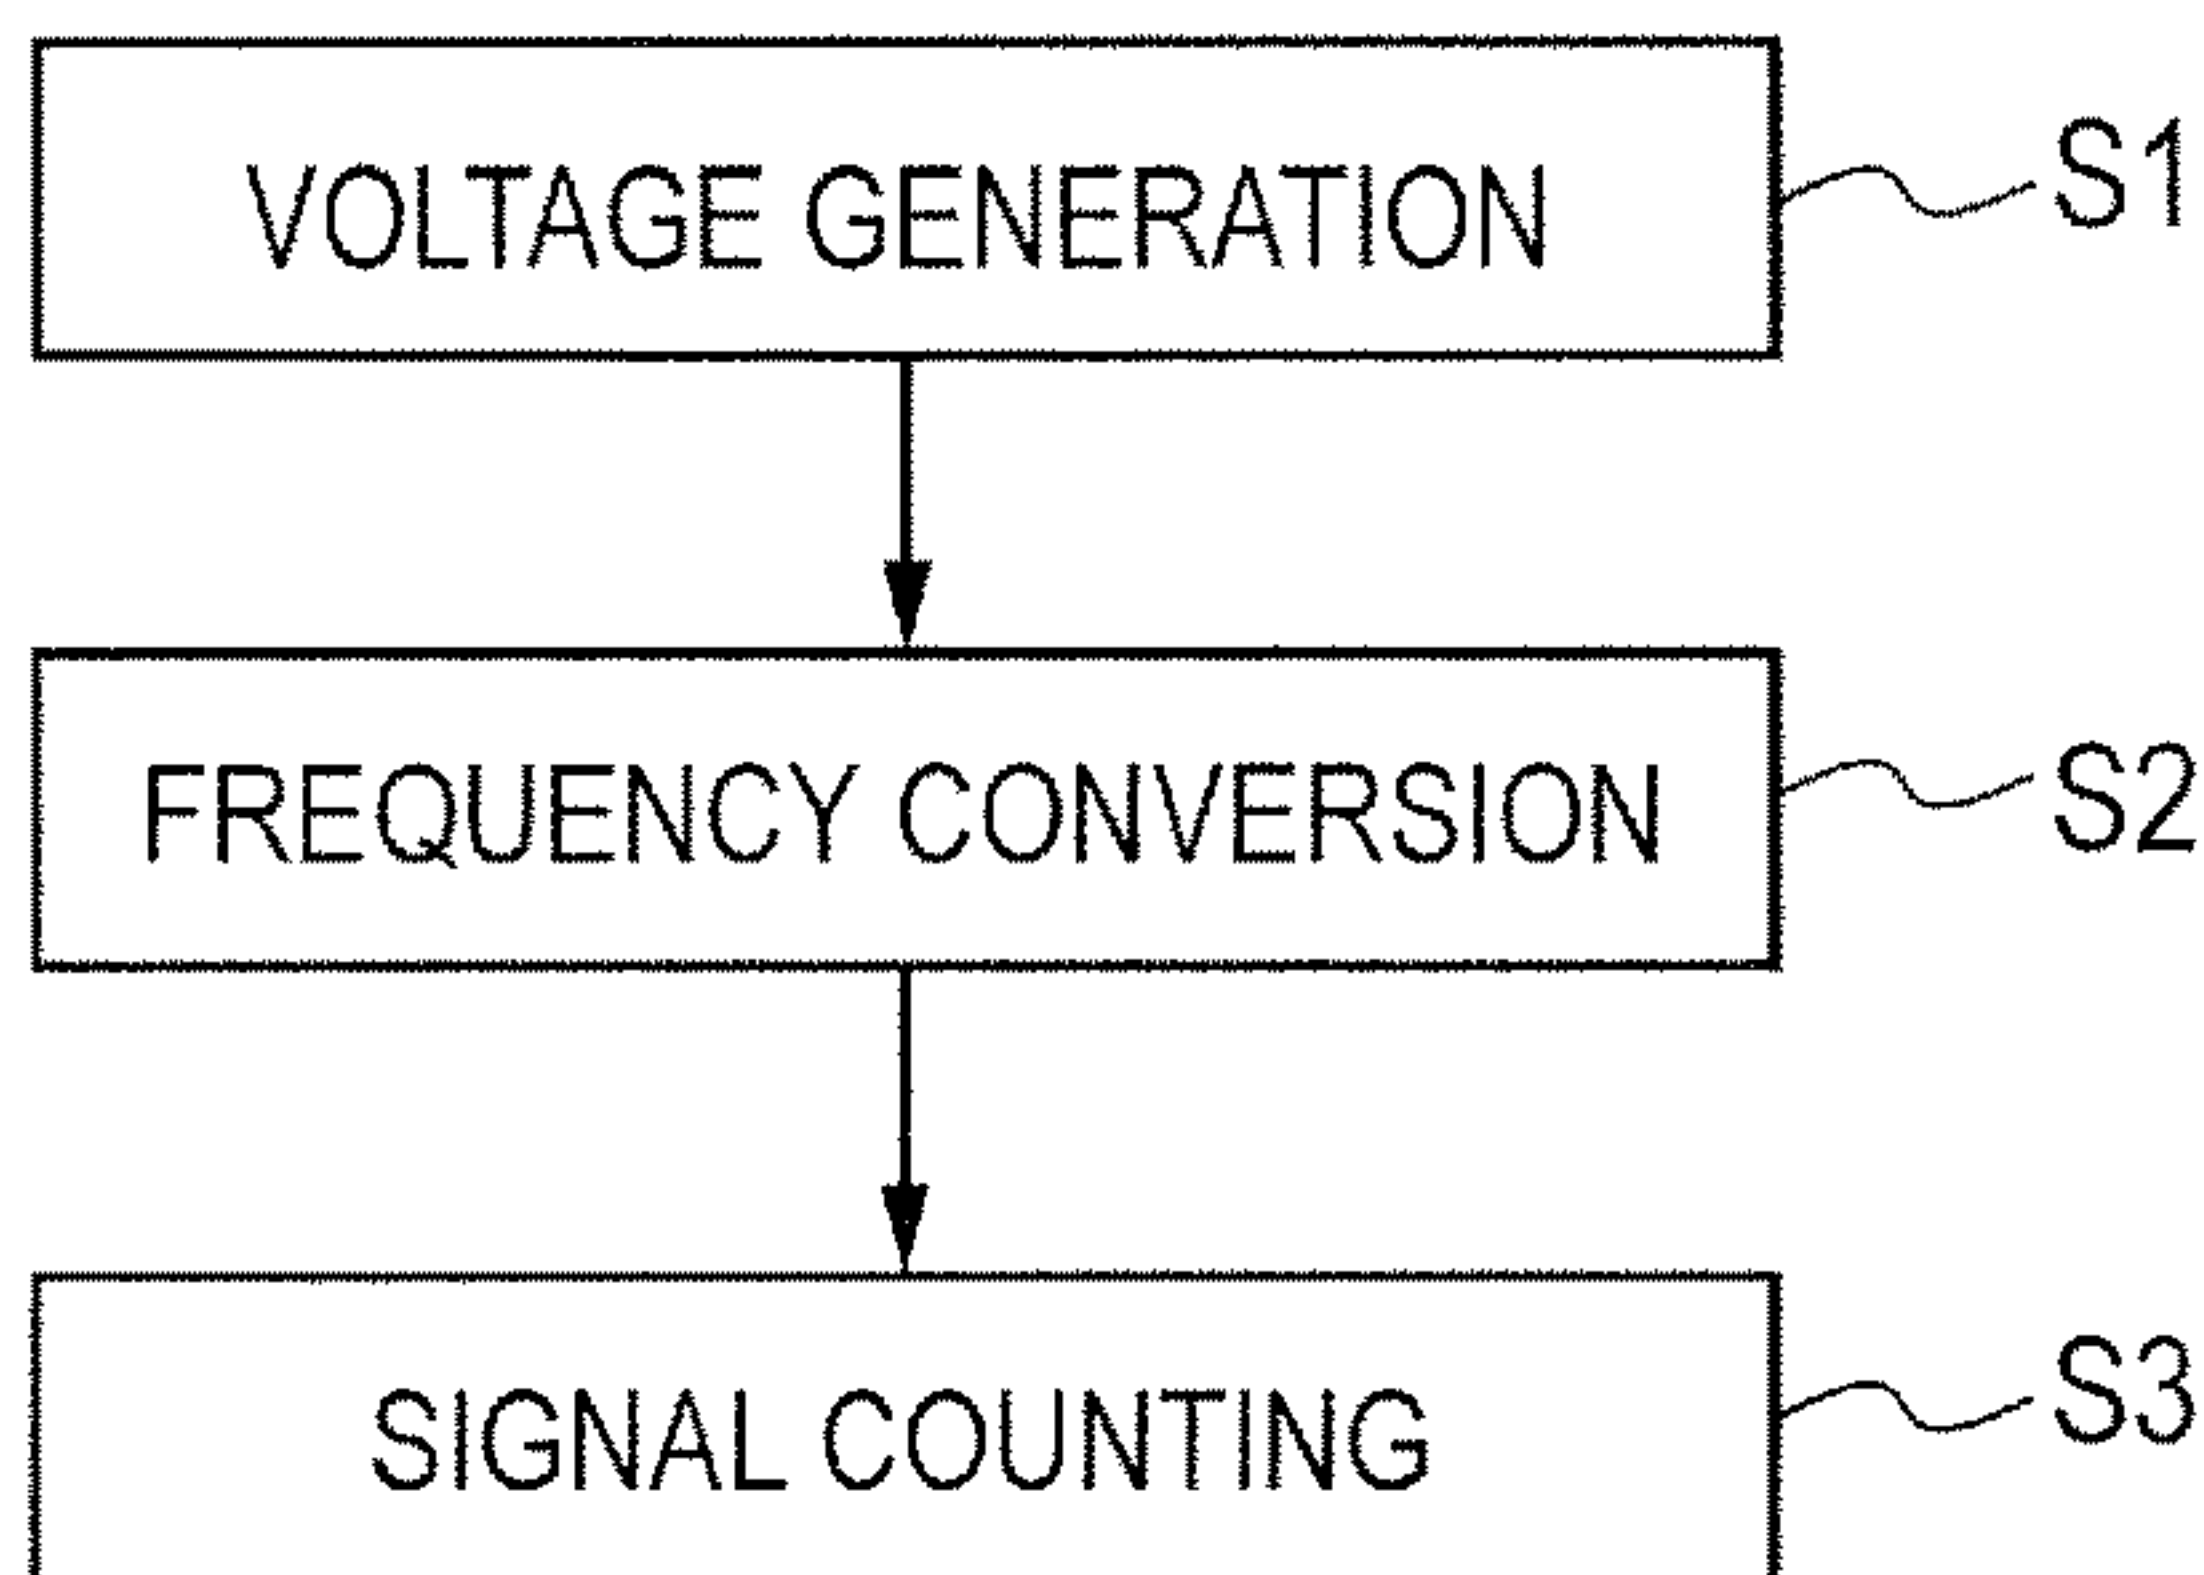 VOLTAGE GENERATION S1
FREQUENCY CONVERSION S2
SIGNAL COUNTING S3